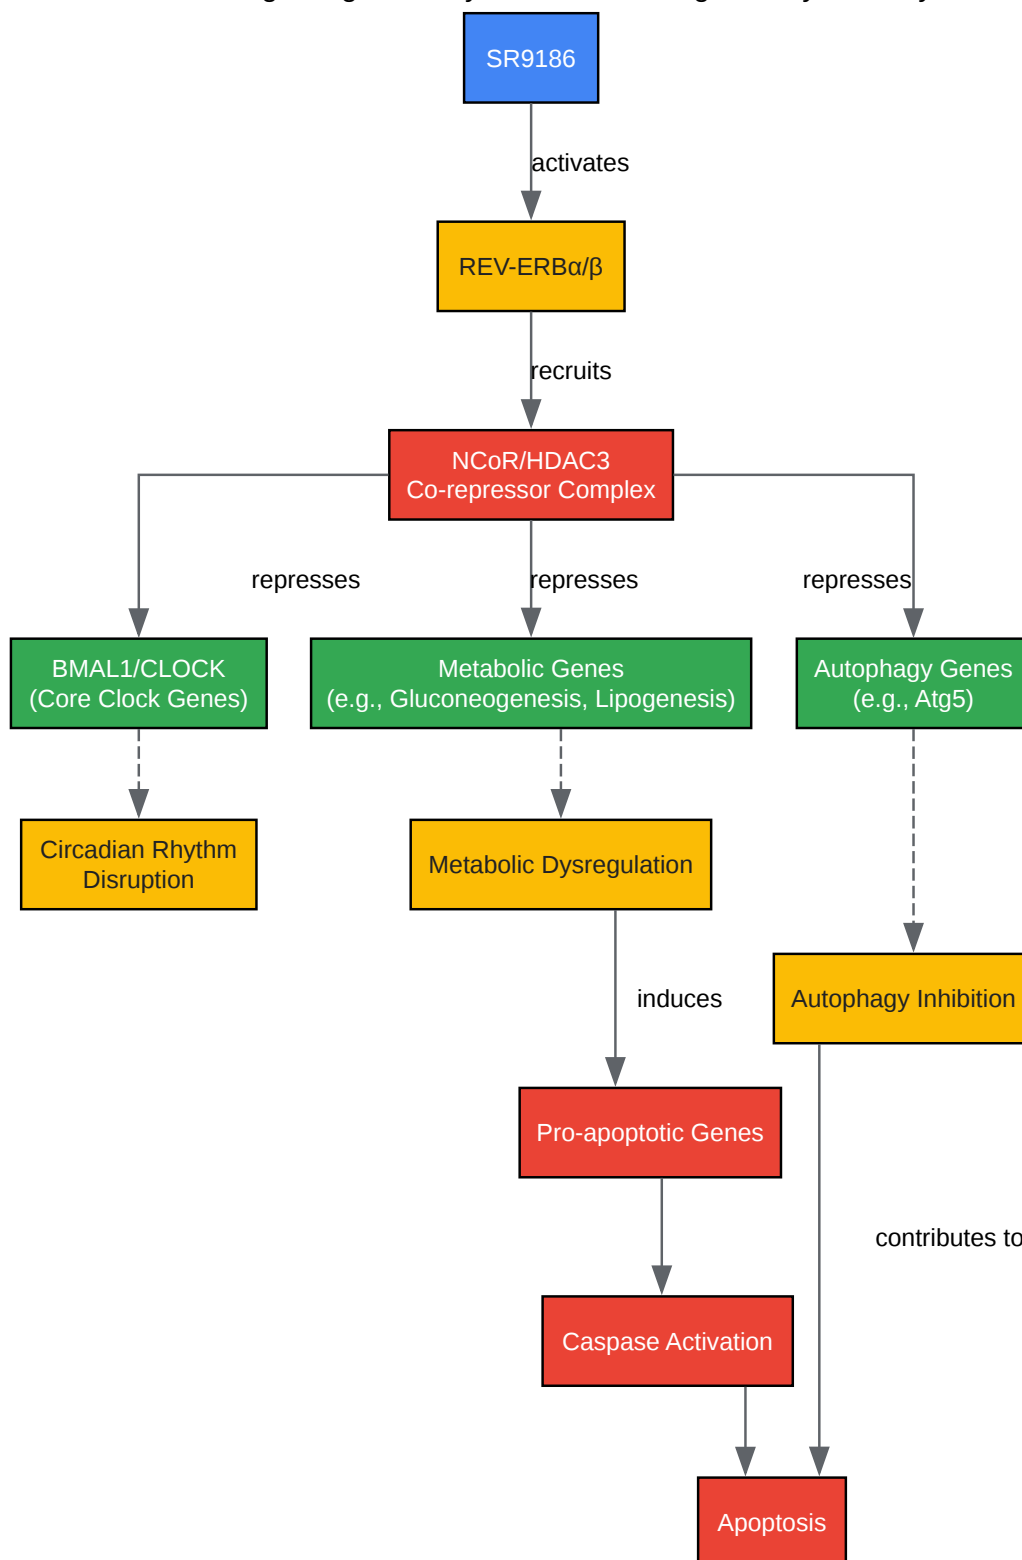 SR9186
activates
REV-ERBα/β
recruits
NCoR/HDAC3
Co-repressor Complex
represses
represses
represses
BMAL1/CLOCK
(Core Clock Genes)
Metabolic Genes
(e.g., Gluconeogenesis, Lipogenesis)
Autophagy Genes
(e.g., Atg5)
Circadian Rhythm
Disruption
Metabolic Dysregulation
induces
Autophagy Inhibition
Pro-apoptotic Genes
contributes to
Caspase Activation
Apoptosis